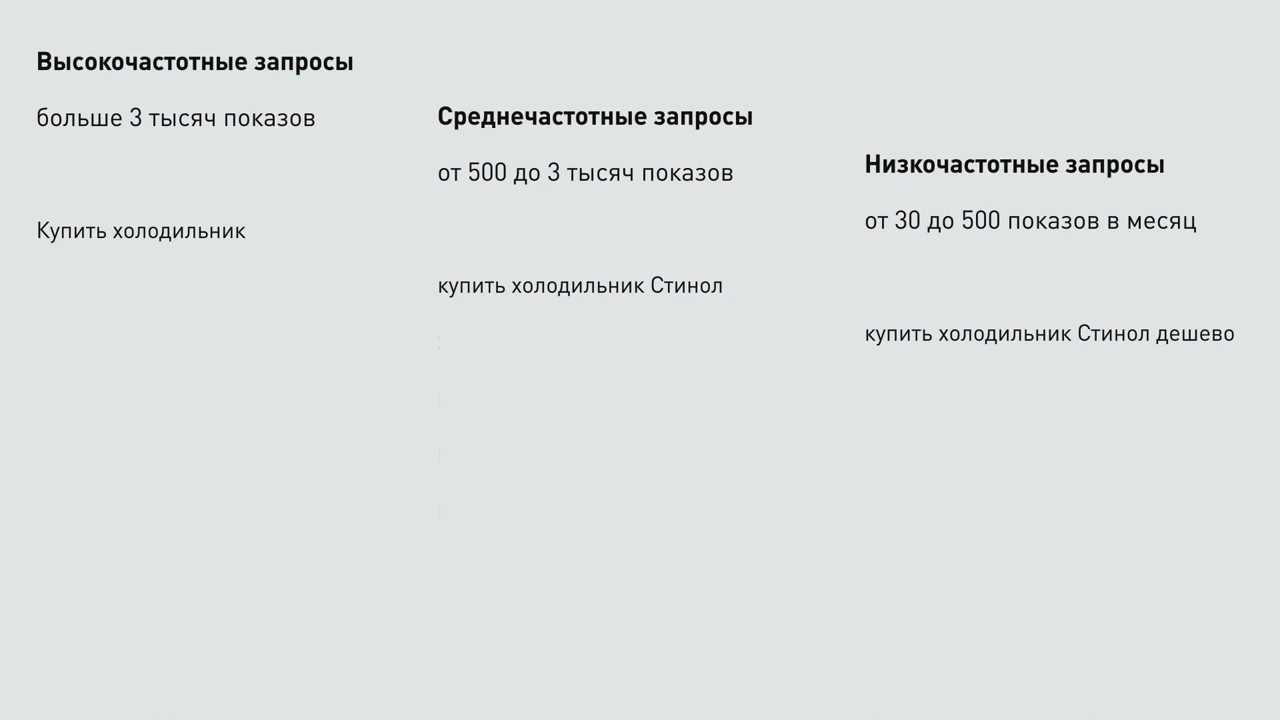 Высокочастотные запросы
больше 3 тысяч показов
Купить холодильник
Среднечастотные запросы
от 500 до 3 тысяч показов
купить холодильник Стинол
Низкочастотные запросы
от 30 до 500 показов в месяц
купить холодильник Стинол дешево